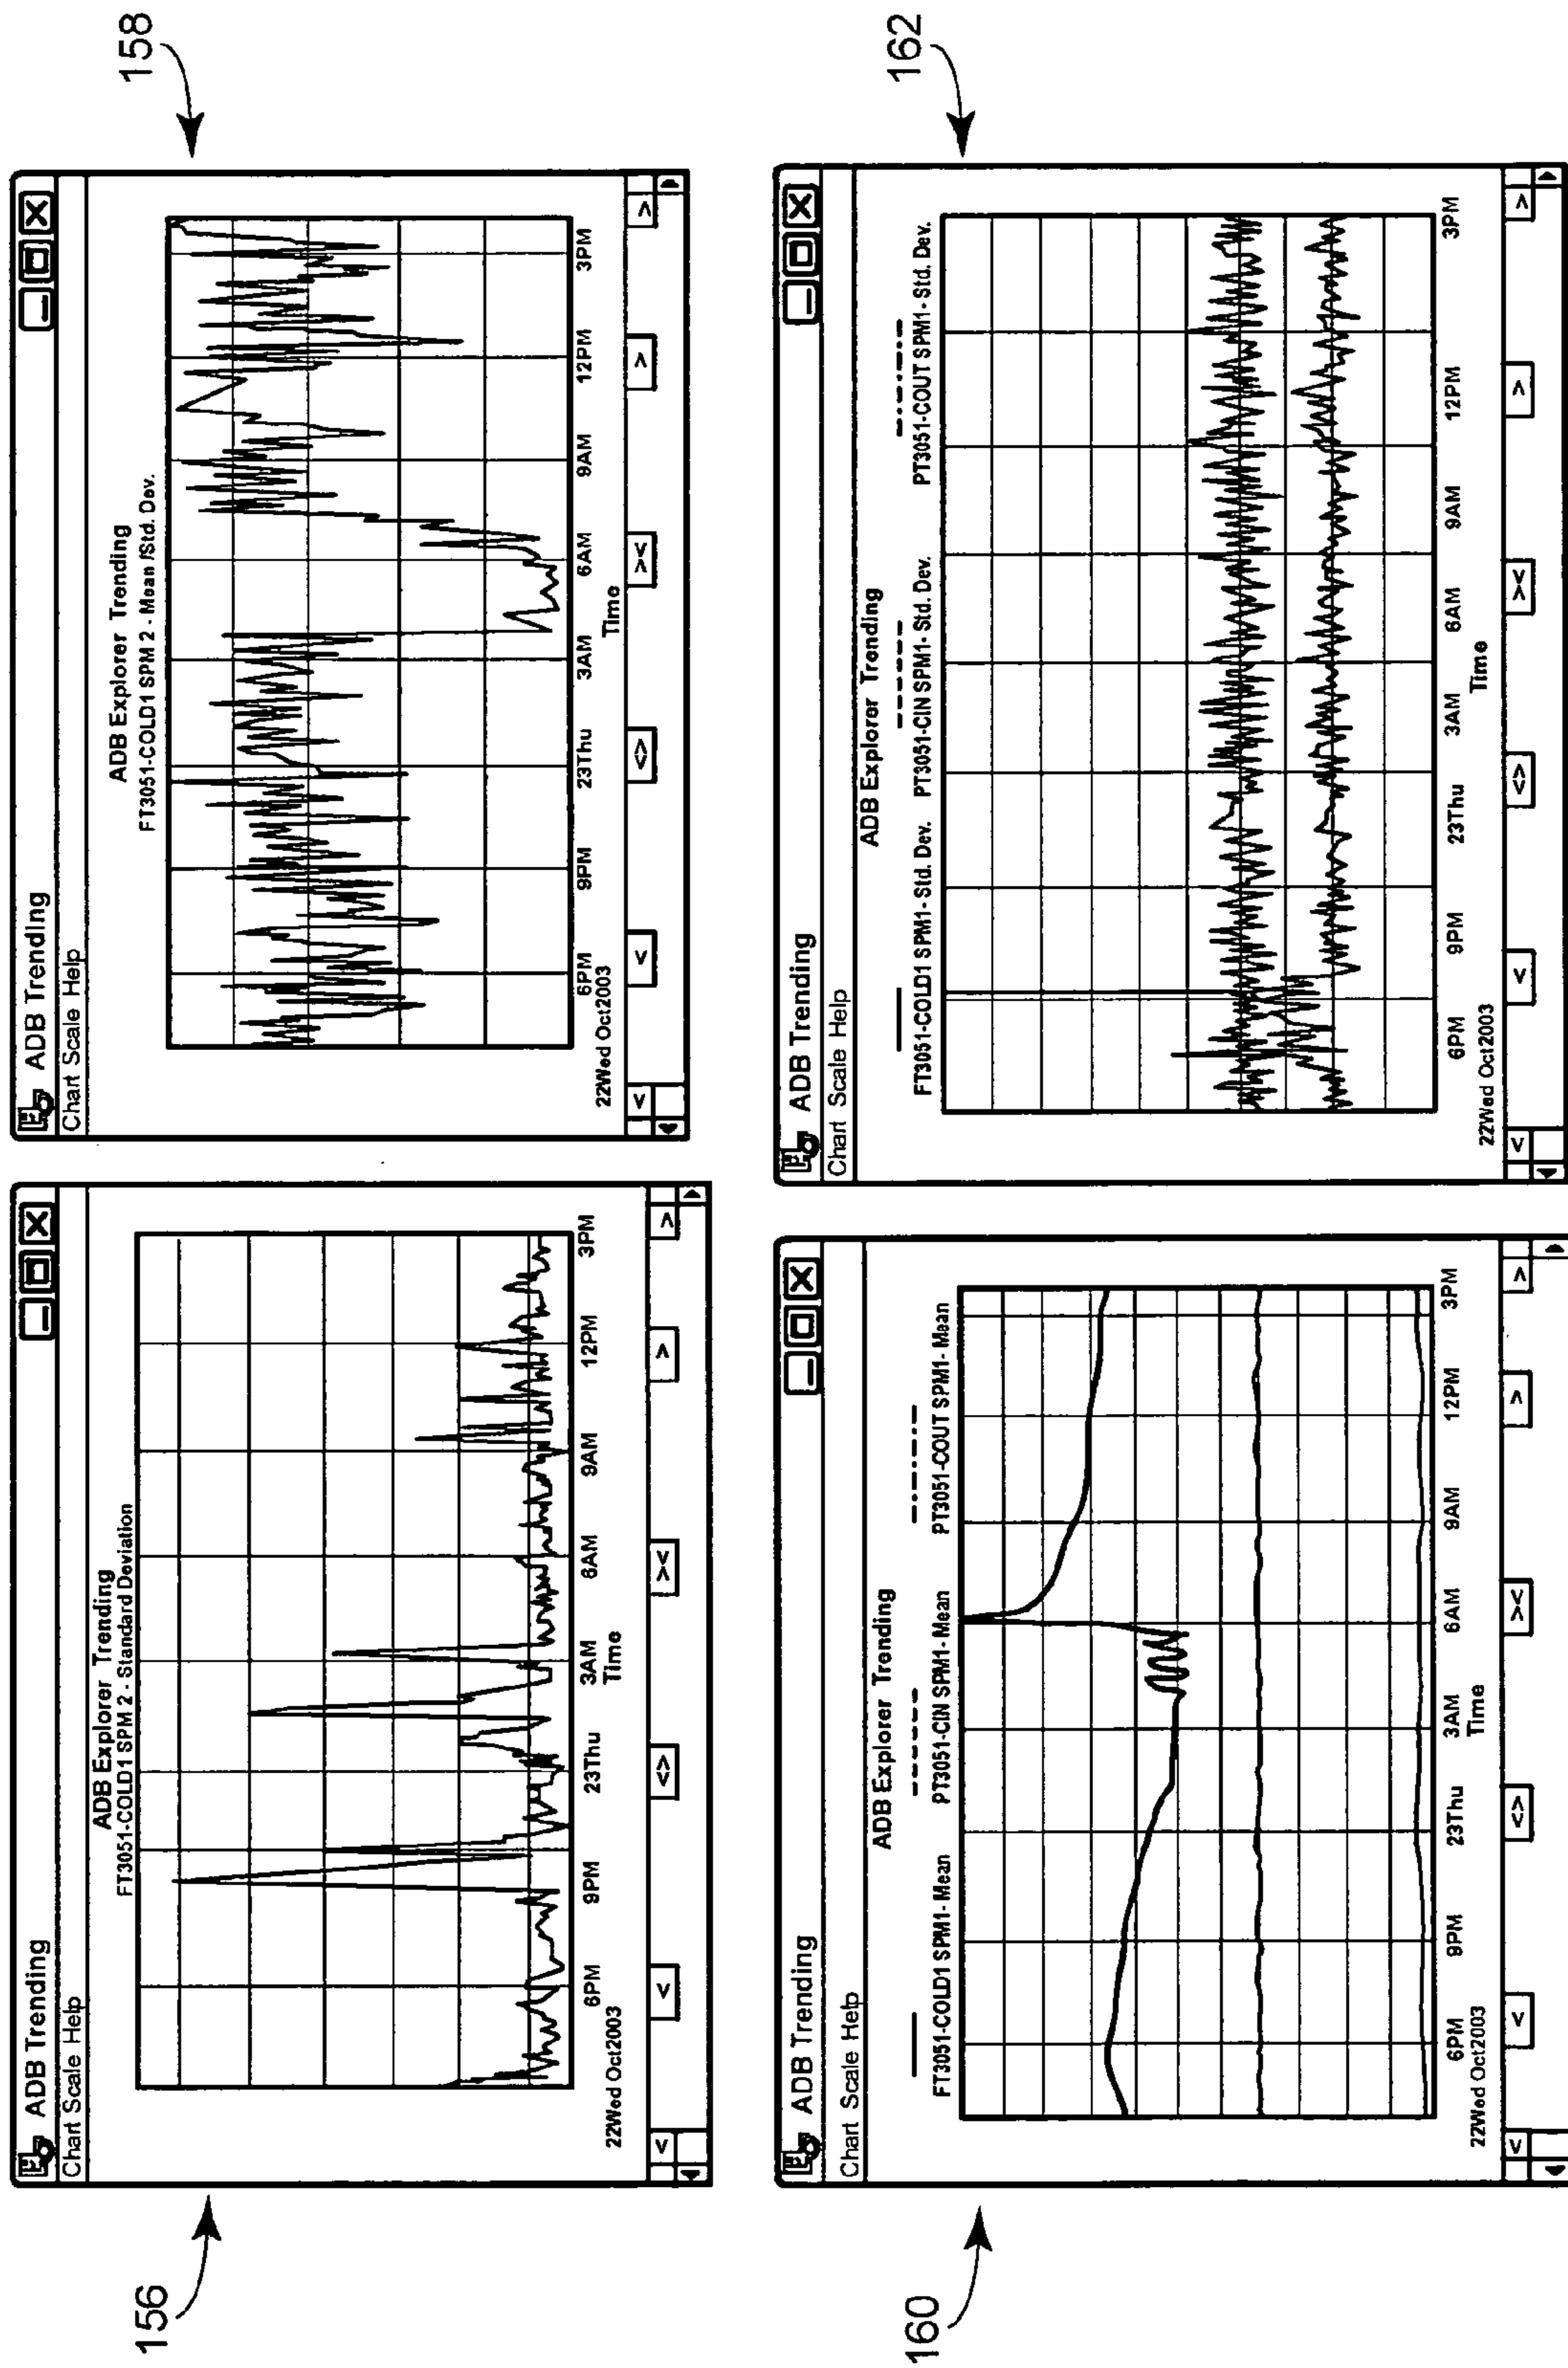 156
ADB Trending
Chart Scale Help
ADB Explorer Trending
FT3051-COLD1 SPM 2 - Standard Deviation
6PM 9PM 23Thu 3AM 6AM 9AM 12PM 3PM
22Wed Oct2003
Time
< < < <> >< > >
158
ADB Trending
Chart Scale Help
ADB Explorer Trending
FT3051-COLD1 SPM 2 - Mean /Std. Dev.
6PM 9PM 23Thu 3AM 6AM 9AM 12PM 3PM
22Wed Oct2003
Time
< < <> >< > >
160
ADB Trending
Chart Scale Help
ADB Explorer Trending
FT3051-COLD1 SPM1- Mean PT3051-CIN SPM1- Mean PT3051-COUT SPM1- Mean
6PM 9PM 23Thu 3AM 6AM 9AM 12PM 3PM
22Wed Oct2003
Time
< < <> >< > >
162
ADB Trending
Chart Scale Help
ADB Explorer Trending
FT3051-COLD1 SPM1- Std. Dev. PT3051-CIN SPM1- Std. Dev. PT3051-COUT SPM1- Std. Dev.
6PM 9PM 23Thu 3AM 6AM 9AM 12PM 3PM
22Wed Oct2003
Time
< < <> >< > >